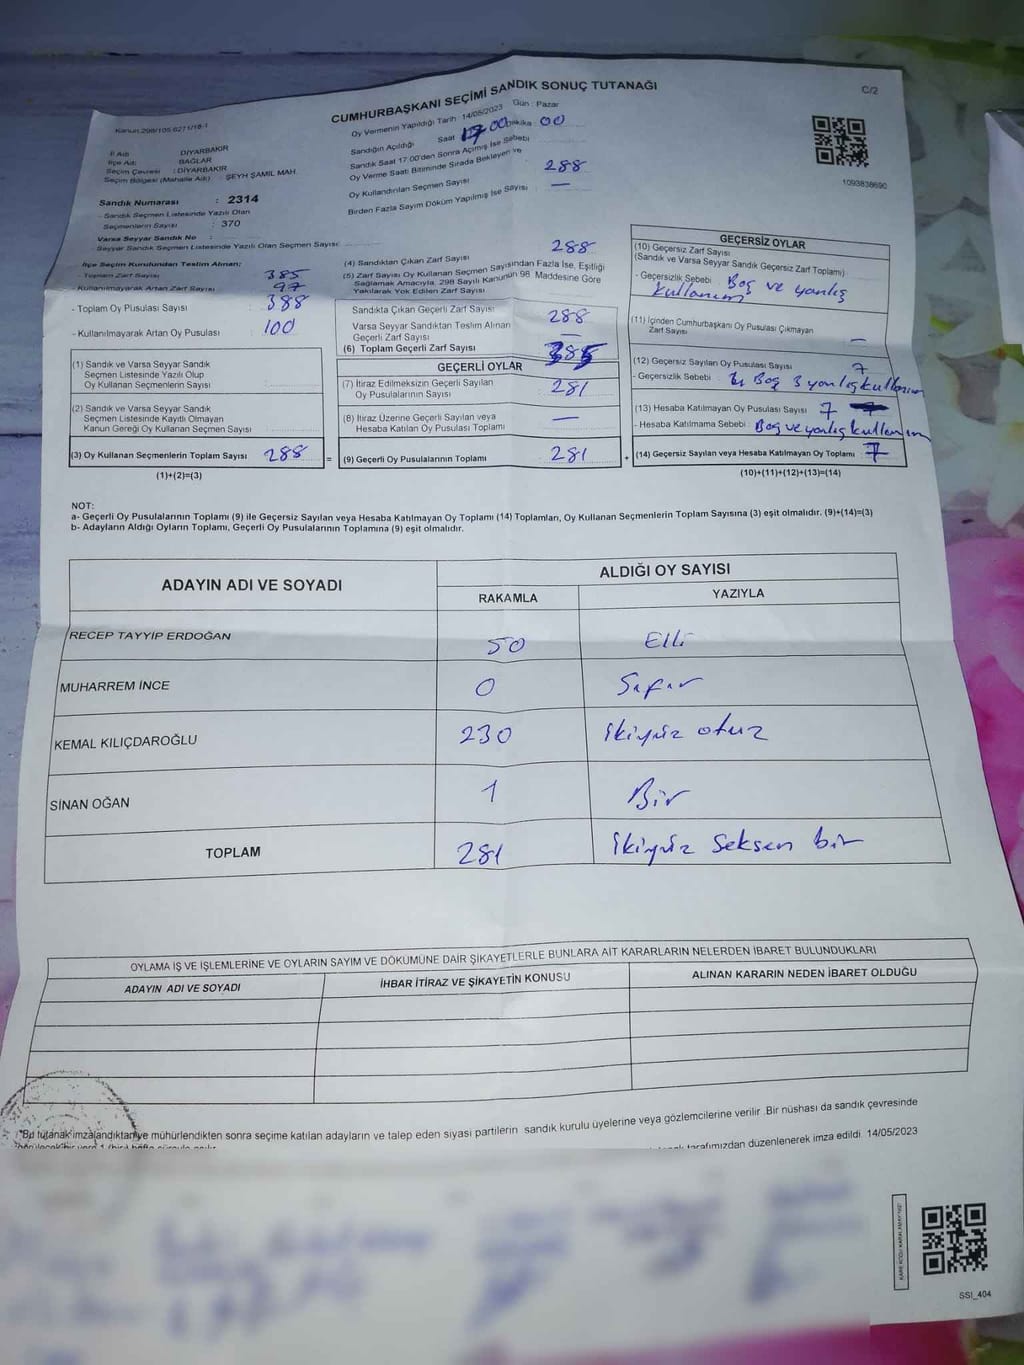 CUMHURBAŞKANI SEÇİMİ SANDIK SONUÇ TUTANAĞI
C/2
Kanun 298/105 6271/18-1
Oy Vermenin Yapıldığı Tarih: 14/05/2023 Gün : Pazar
Sandığın Açıldığı Saat 17 00 Dakika: 00
Sandık Saat 17.00'den Sonra Açılmış İse Sebebi
Oy Verme Saati Bitiminde Sırada Bekleyen ve
Oy Kullandırılan Seçmen Sayısı 288
Birden Fazla Sayım Döküm Yapılmış İse Sayısı —
1093838690
İl Adı : DİYARBAKIR
İlçe Adı : BAĞLAR
Seçim Çevresi : DİYARBAKIR
Seçim Bölgesi (Mahalle Adı) : ŞEYH ŞAMİL MAH.
Sandık Numarası : 2314
- Sandık Seçmen Listesinde Yazılı Olan
Seçmenlerin Sayısı : 370
Varsa Seyyar Sandık No :
Seyyar Sandık Seçmen Listesinde Yazılı Olan Seçmen Sayısı:
İlçe Seçim Kurulundan Teslim Alınan:
- Toplam Zarf Sayısı 385
- Kullanılmayarak Artan Zarf Sayısı 97
- Toplam Oy Pusulası Sayısı 388
- Kullanılmayarak Artan Oy Pusulası 100
(1) Sandık ve Varsa Seyyar Sandık
Seçmen Listesinde Yazılı Olup
Oy Kullanan Seçmenlerin Sayısı
(2) Sandık ve Varsa Seyyar Sandık
Seçmen Listesinde Kayıtlı Olmayan
Kanun Gereği Oy Kullanan Seçmen Sayısı
(3) Oy Kullanan Seçmenlerin Toplam Sayısı 288
(1)+(2)=(3)
(4) Sandıktan Çıkan Zarf Sayısı 288
(5) Zarf Sayısı Oy Kullanan Seçmen Sayısından Fazla İse, Eşitliği
Sağlamak Amacıyla, 298 Sayılı Kanunun 98. Maddesine Göre
Yakılarak Yok Edilen Zarf Sayısı
Sandıkta Çıkan Geçerli Zarf Sayısı 288
Varsa Seyyar Sandıktan Teslim Alınan
Geçerli Zarf Sayısı —
(6) Toplam Geçerli Zarf Sayısı 385
GEÇERLİ OYLAR
(7) İtiraz Edilmeksizin Geçerli Sayılan
Oy Pusulalarının Sayısı 281
(8) İtiraz Üzerine Geçerli Sayılan veya
Hesaba Katılan Oy Pusulaları Toplamı —
= (9) Geçerli Oy Pusulalarının Toplamı 281 +
GEÇERSİZ OYLAR
(10) Geçersiz Zarf Sayısı
(Sandık ve Varsa Seyyar Sandık Geçersiz Zarf Toplamı)
- Geçersizlik Sebebi Boş ve yanlış
kullanım
(11) İçinden Cumhurbaşkanı Oy Pusulası Çıkmayan
Zarf Sayısı —
(12) Geçersiz Sayılan Oy Pusulası Sayısı 7
- Geçersizlik Sebebi : Boş 3 yanlış kullanım
(13) Hesaba Katılmayan Oy Pusulası Sayısı 7
- Hesaba Katılmama Sebebi : Boş ve yanlış kullanım
(14) Geçersiz Sayılan veya Hesaba Katılmayan Oy Toplamı 7
(10)+(11)+(12)+(13)=(14)
NOT:
a- Geçerli Oy Pusulalarının Toplamı (9) ile Geçersiz Sayılan veya Hesaba Katılmayan Oy Toplamı (14) Toplamları, Oy Kullanan Seçmenlerin Toplam Sayısına (3) eşit olmalıdır. (9)+(14)=(3)
b- Adayların Aldığı Oyların Toplamı, Geçerli Oy Pusulalarının Toplamına (9) eşit olmalıdır.
ADAYIN ADI VE SOYADI
ALDIĞI OY SAYISI
RAKAMLA YAZIYLA
RECEP TAYYİP ERDOĞAN 50 Elli
MUHARREM İNCE 0 Sıfır
KEMAL KILIÇDAROĞLU 230 ikiyüz otuz
SİNAN OĞAN 1 Bir
TOPLAM 281 ikiyüz seksen bir
OYLAMA İŞ VE İŞLEMLERİNE VE OYLARIN SAYIM VE DÖKÜMÜNE DAİR ŞİKAYETLERLE BUNLARA AİT KARARLARIN NELERDEN İBARET BULUNDUKLARI
ADAYIN ADI VE SOYADI İHBAR İTİRAZ VE ŞİKAYETİN KONUSU ALINAN KARARIN NEDEN İBARET OLDUĞU
*Bu tutanak imzalandıktan ve mühürlendikten sonra seçime katılan adayların ve talep eden siyasi partilerin sandık kurulu üyelerine veya gözlemcilerine verilir. Bir nüshası da sandık çevresinde
tarafımızdan düzenlenerek imza edildi. 14/05/2023
KARE KODU KARALAMAYINIZ!
SSI_404